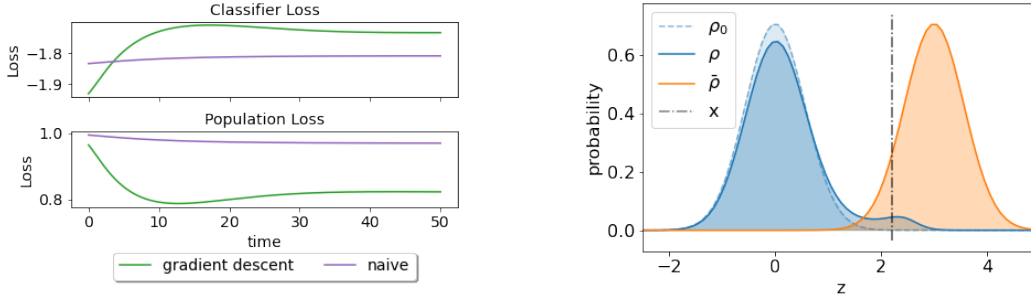 Classifier Loss
Loss
−1.8
−1.9
Population Loss
Loss
1.0
0.8
0 10 20 30 40 50
time
gradient descent naive
probability
0.6
0.4
0.2
0.0
ρ₀
ρ
ρ̄
x
−2 0 2 4
z